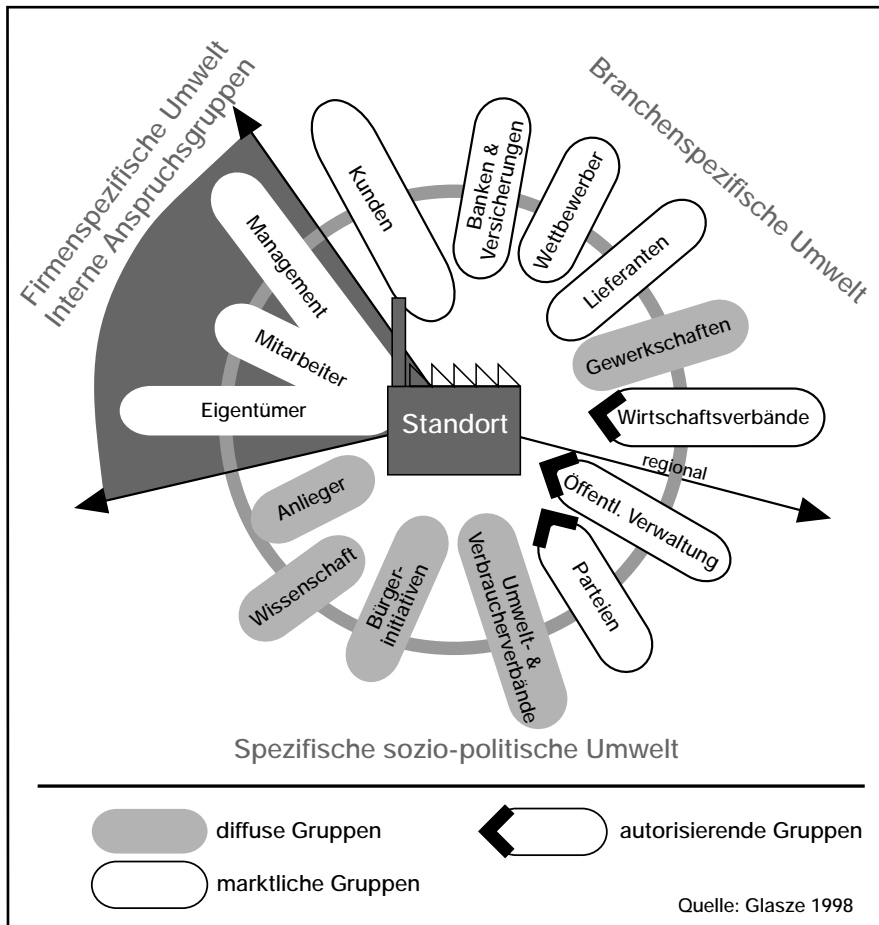 Firmenspezifische Umwelt
Interne Anspruchsgruppen
Branchenspezifische Umwelt
Kunden
Banken &
Versicherungen
Wettbewerber
Lieferanten
Management
Mitarbeiter
Eigentümer
Gewerkschaften
Wirtschaftsverbände
Standort
regional
Öffentl. Verwaltung
Parteien
Anlieger
Wissenschaft
Bürger-
initiativen
Umwelt- &
Verbraucherverbände
Spezifische sozio-politische Umwelt
diffuse Gruppen
autorisierende Gruppen
marktliche Gruppen
Quelle: Glasze 1998